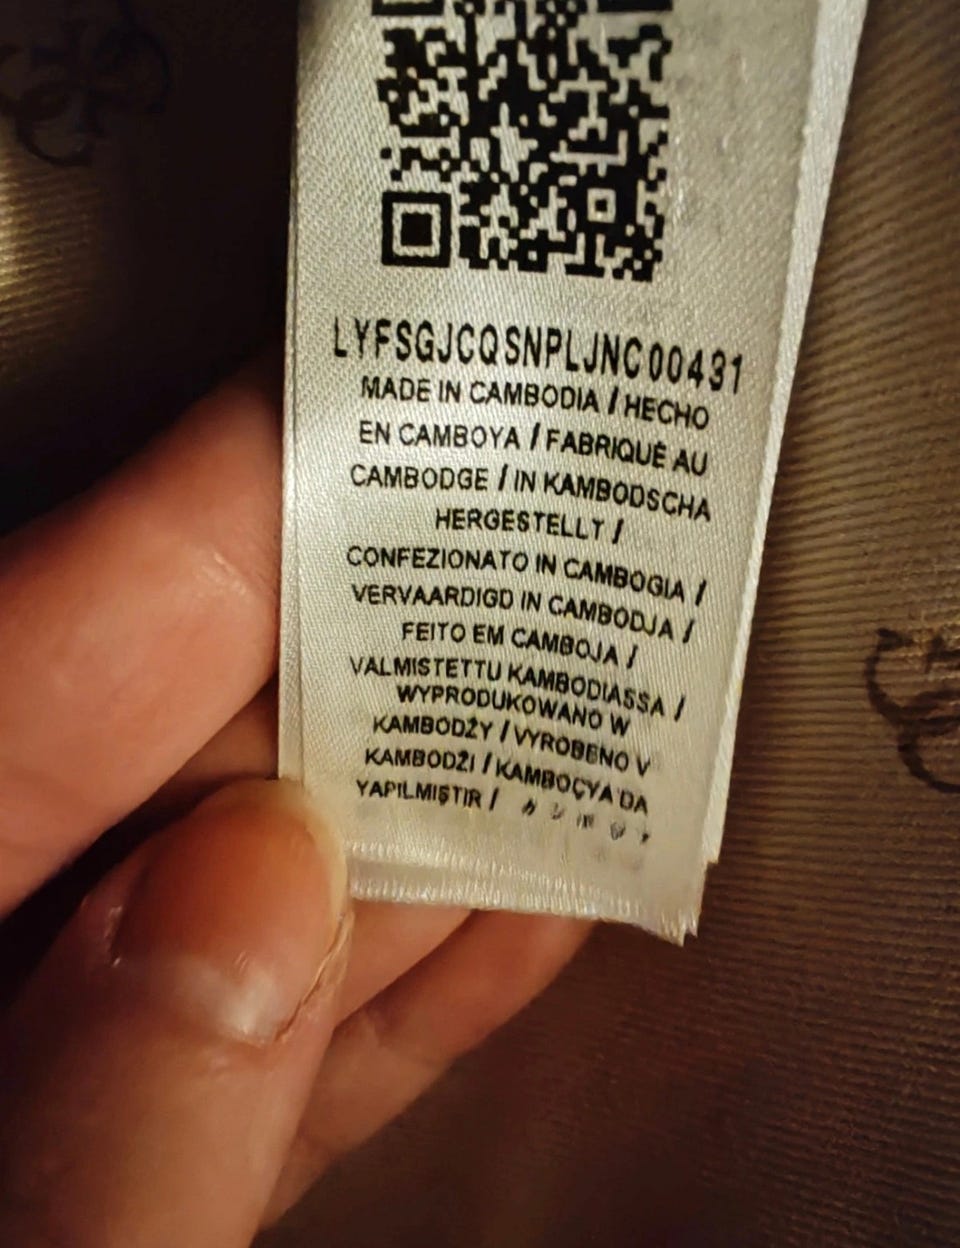 LYFSGJCQSNPLJNC00431
MADE IN CAMBODIA / HECHO
EN CAMBOYA / FABRIQUÉ AU
CAMBODGE / IN KAMBODSCHA
HERGESTELLT /
CONFEZIONATO IN CAMBOGIA /
VERVAARDIGD IN CAMBODJA /
FEITO EM CAMBOJA /
VALMISTETTU KAMBODIASSA /
WYPRODUKOWANO W
KAMBODŻY / VYROBENO V
KAMBODŽI / KAMBOÇYA'DA
YAPILMIŞTIR /